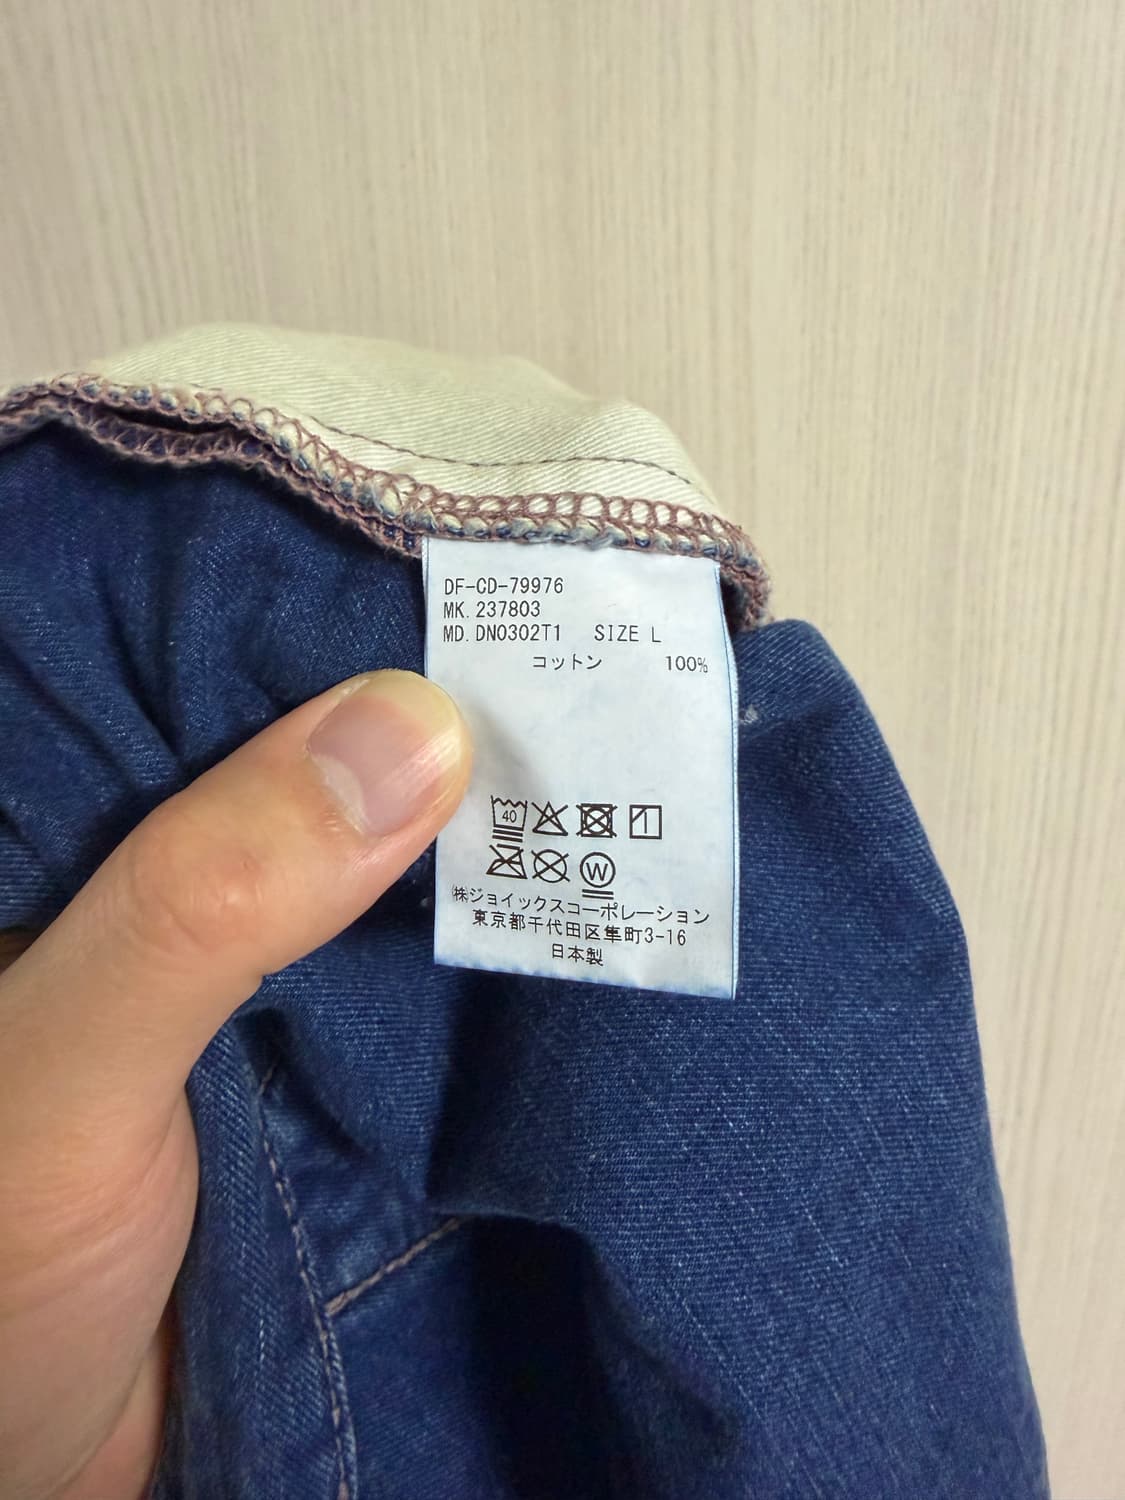 DF-CD-79976
MK. 237803
MD. DN0302T1 SIZE L
コットン 100%
40
W
㈱ジョイックスコーポレーション
東京都千代田区隼町3-16
日本製